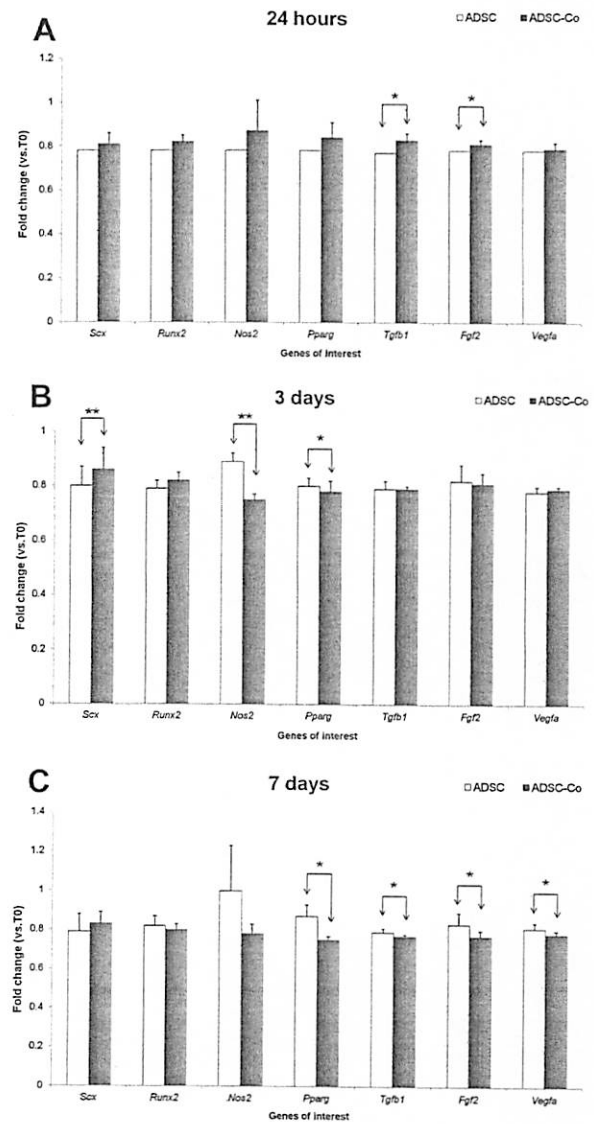 A
24 hours
ADSC ADSC-Co
1.2
1
0.8
0.6
0.4
0.2
0
Fold change (vs.T0)
* *
Scx Runx2 Nos2 Pparg Tgfb1 Fgf2 Vegfa
Genes of Interest
B
3 days
ADSC ADSC-Co
1
0.8
0.6
0.4
0.2
0
Fold change (vs.T0)
** ** *
Scx Runx2 Nos2 Pparg Tgfb1 Fgf2 Vegfa
Genes of interest
C
7 days
ADSC ADSC-Co
1.4
1.2
1
0.8
0.6
0.4
0.2
0
Fold change (vs.T0)
* * * *
Scx Runx2 Nos2 Pparg Tgfb1 Fgf2 Vegfa
Genes of interest